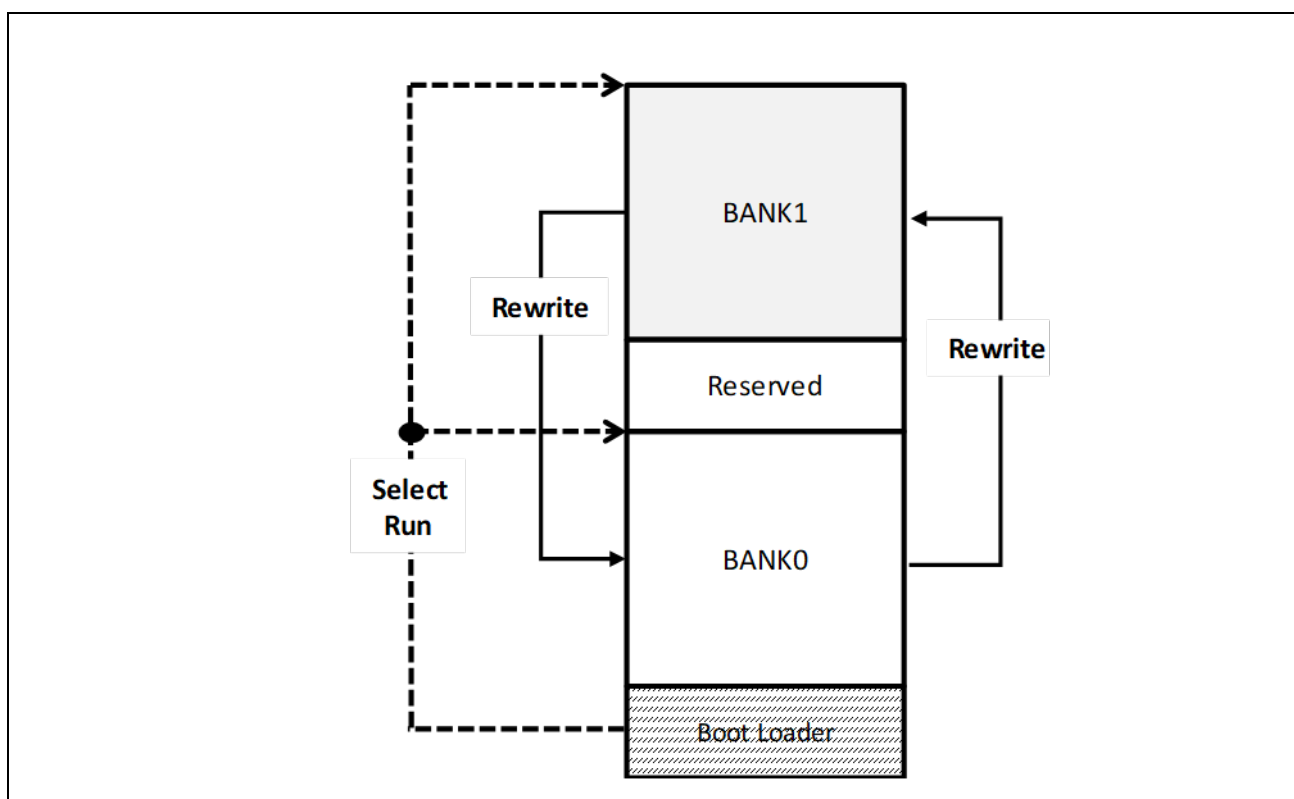 BANK1
Rewrite
Rewrite
Reserved
Select
Run
BANK0
Boot Loader